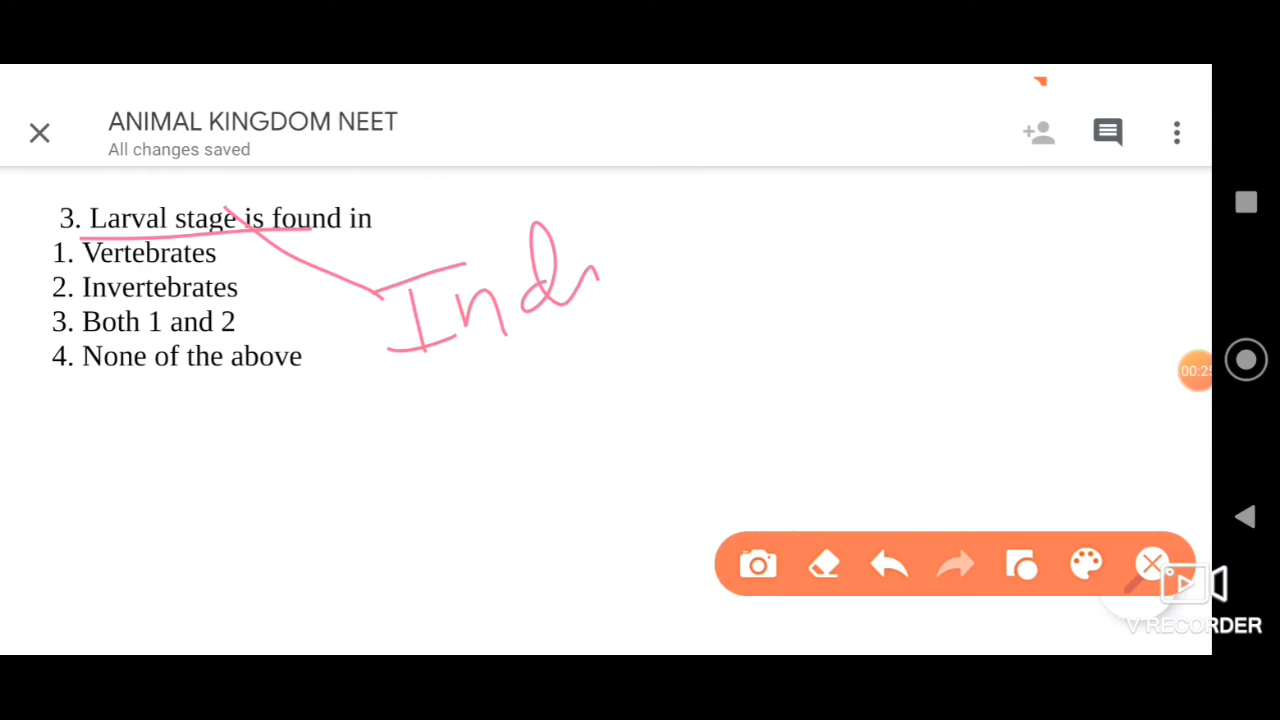 ANIMAL KINGDOM NEET
All changes saved
3. Larval stage is found in
1. Vertebrates
2. Invertebrates
Ind
3. Both 1 and 2
4. None of the above
V RECORDER